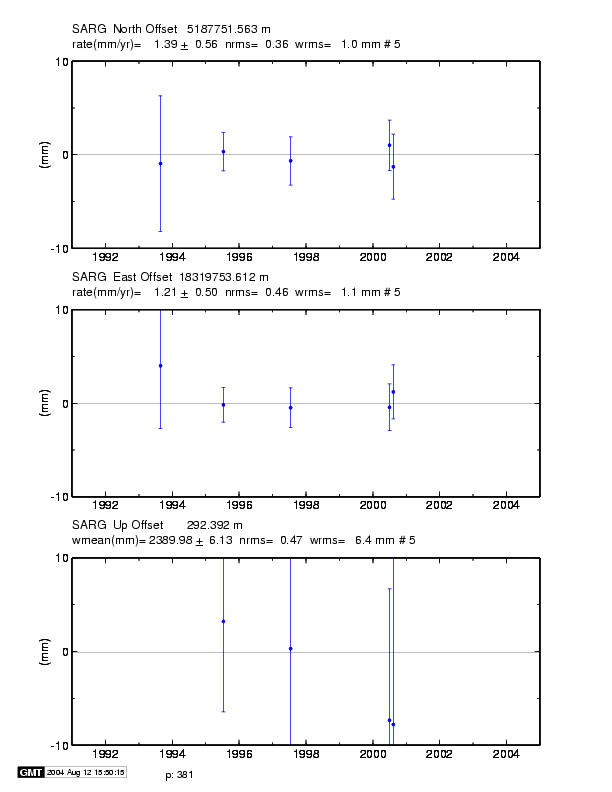 SARG North Offset 5187751.563 m
rate(mm/yr)= 1.39 ± 0.56 nrms= 0.36 wrms= 1.0 mm # 5
10
0
-10
(mm)
1992 1994 1996 1998 2000 2002 2004
SARG East Offset 18319753.612 m
rate(mm/yr)= 1.21 ± 0.50 nrms= 0.46 wrms= 1.1 mm # 5
10
0
-10
(mm)
1992 1994 1996 1998 2000 2002 2004
SARG Up Offset 292.392 m
wmean(mm)= 2389.98 ± 6.13 nrms= 0.47 wrms= 6.4 mm # 5
10
0
-10
(mm)
1992 1994 1996 1998 2000 2002 2004
GMT 2004 Aug 12 15:50:15
p: 381